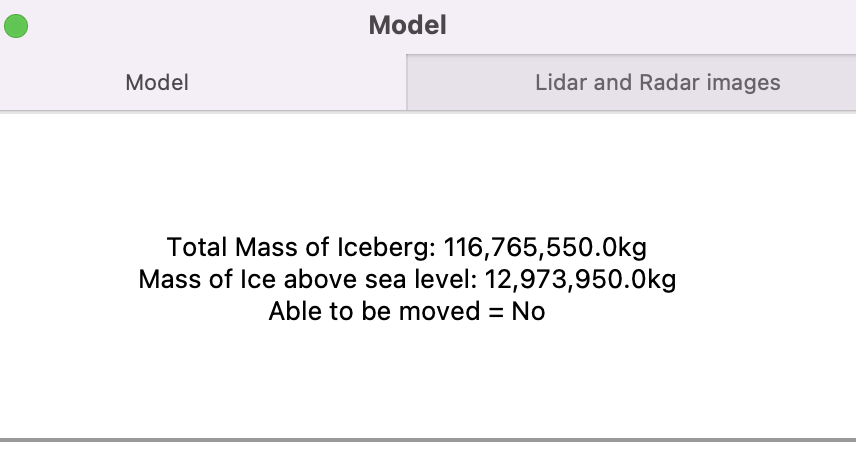 Model
Model
Lidar and Radar images
Total Mass of Iceberg: 116,765,550.0kg
Mass of Ice above sea level: 12,973,950.0kg
Able to be moved = No